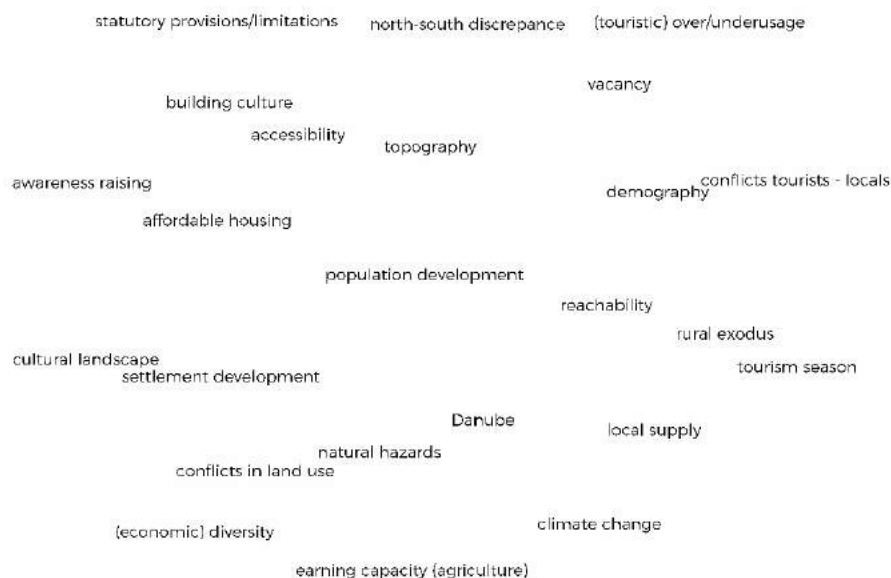 statutory provisions/limitations
north-south discrepance
(touristic) over/underusage
vacancy
building culture
accessibility
topography
awareness raising
conflicts tourists - locals
demography
affordable housing
population development
reachability
rural exodus
cultural landscape
tourism season
settlement development
Danube
local supply
natural hazards
conflicts in land use
climate change
(economic) diversity
earning capacity (agriculture)